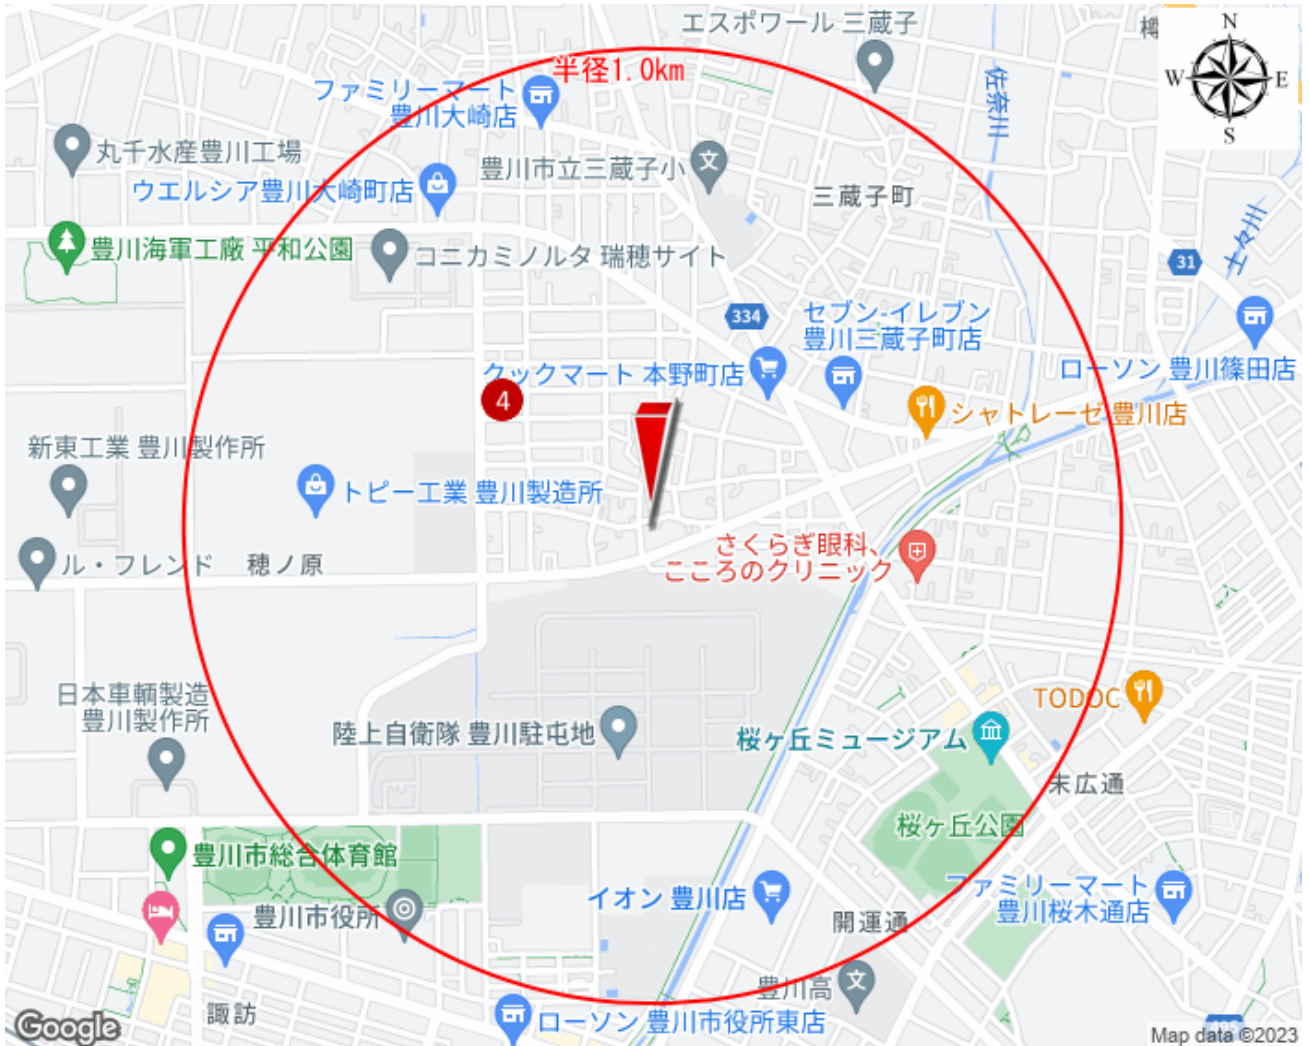 エスポワール 三蔵子
樽
N
W
E
S
半径1.0km
ファミリーマート
豊川大崎店
佐奈川
丸千水産豊川工場
豊川市立三蔵子小
ウエルシア豊川大崎町店
三蔵子町
豊川海軍工廠 平和公園
コニカミノルタ 瑞穂サイト
31
334
セブン-イレブン
豊川三蔵子町店
クックマート 本野町店
ローソン 豊川篠田店
4
シャトレーゼ 豊川店
新東工業 豊川製作所
トピー工業 豊川製造所
さくらぎ眼科、
こころのクリニック
ル・フレンド
穂ノ原
日本車輌製造
豊川製作所
TODOC
陸上自衛隊 豊川駐屯地
桜ヶ丘ミュージアム
末広通
桜ヶ丘公園
豊川市総合体育館
イオン 豊川店
ファミリーマート
豊川桜木通店
豊川市役所
開運通
豊川高
諏訪
ローソン 豊川市役所東店
Google
Map data ©2023